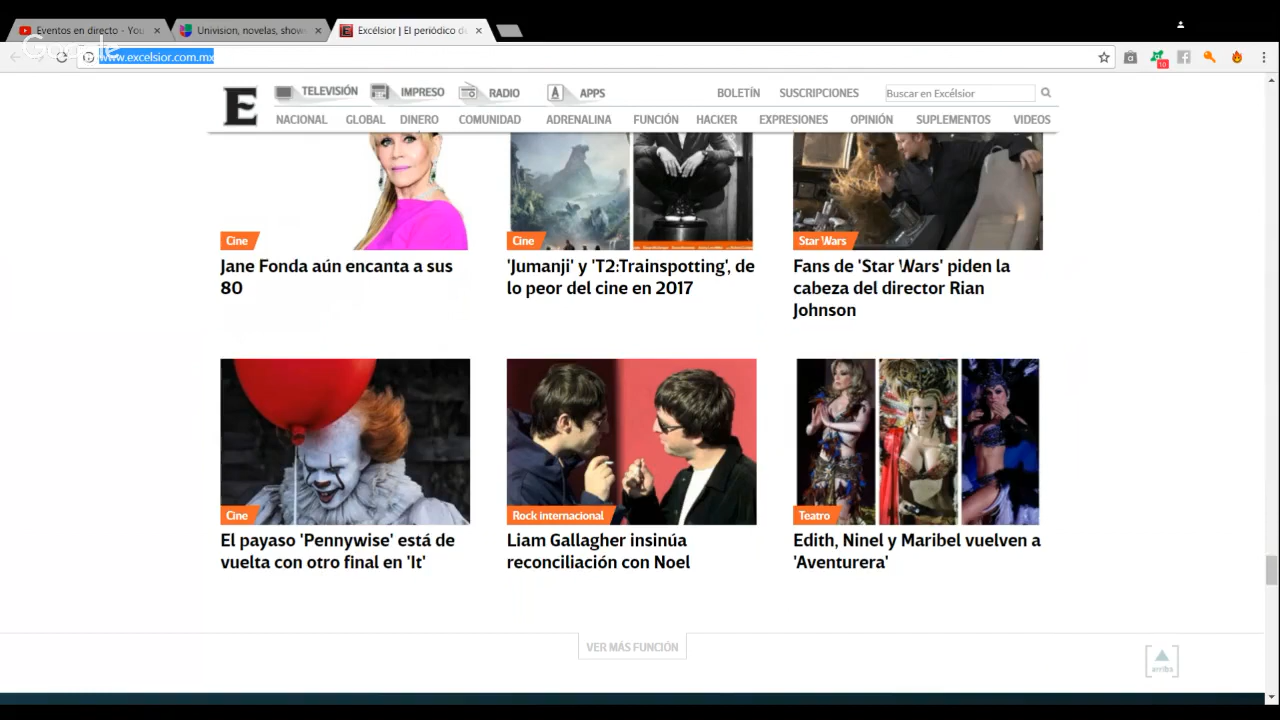 Eventos en directo - You
Univision, novelas, show
Excélsior | El periódico de
Google
www.excelsior.com.mx
10
E
TELEVISIÓN
IMPRESO
RADIO
APPS
BOLETÍN
SUSCRIPCIONES
Buscar en Excélsior
NACIONAL
GLOBAL
DINERO
COMUNIDAD
ADRENALINA
FUNCIÓN
HACKER
EXPRESIONES
OPINIÓN
SUPLEMENTOS
VIDEOS
Cine
Jane Fonda aún encanta a sus
80
Cine
'Jumanji' y 'T2:Trainspotting', de
lo peor del cine en 2017
Star Wars
Fans de 'Star Wars' piden la
cabeza del director Rian
Johnson
Cine
El payaso 'Pennywise' está de
vuelta con otro final en 'It'
Rock internacional
Liam Gallagher insinúa
reconciliación con Noel
Teatro
Edith, Ninel y Maribel vuelven a
'Aventurera'
VER MÁS FUNCIÓN
arriba